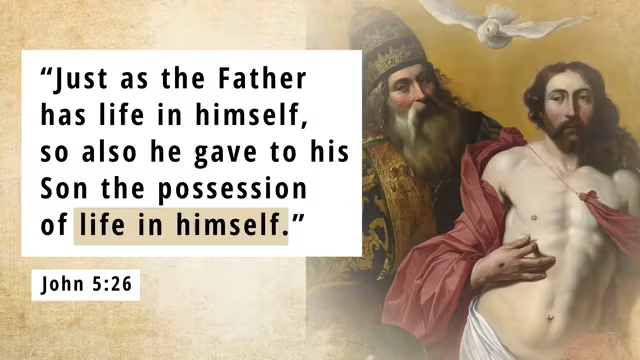 “Just as the Father
has life in himself,
so also he gave to his
Son the possession
of life in himself.”
John 5:26